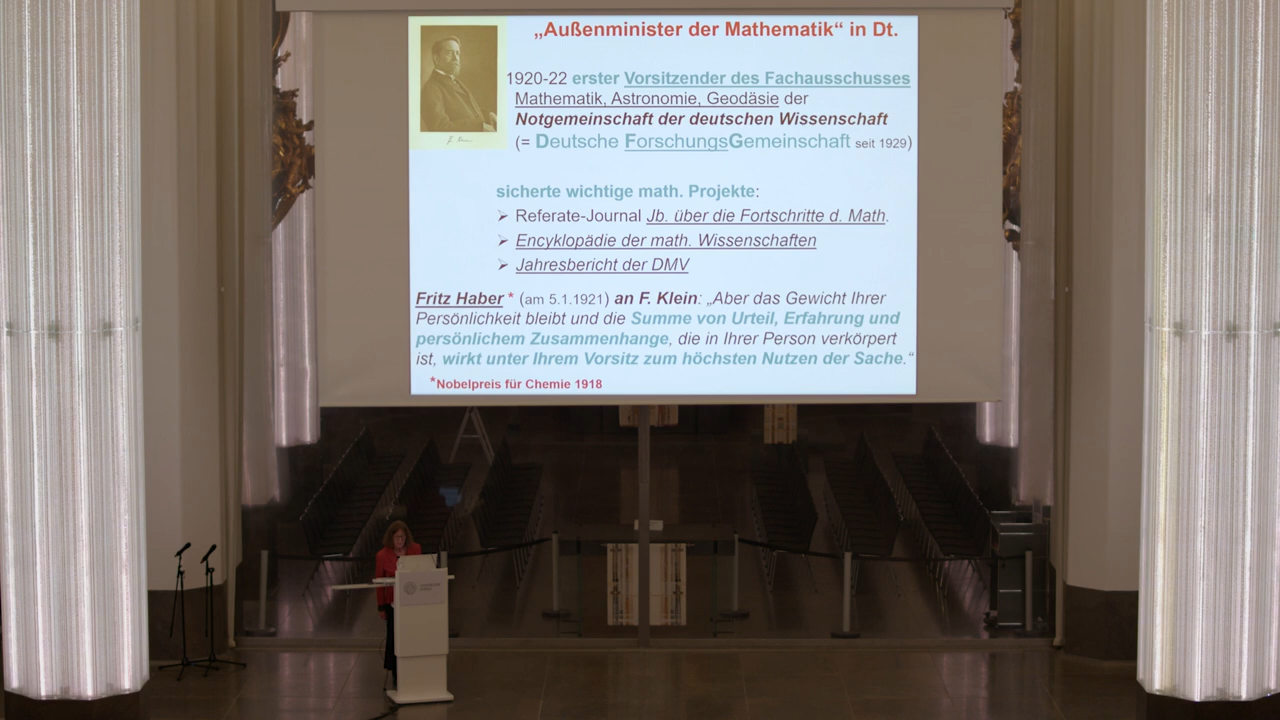 „Außenminister der Mathematik“ in Dt.
1920-22 erster Vorsitzender des Fachausschusses
Mathematik, Astronomie, Geodäsie der
Notgemeinschaft der deutschen Wissenschaft
(= Deutsche ForschungsGemeinschaft seit 1929)
sicherte wichtige math. Projekte:
➢ Referate-Journal Jb. über die Fortschritte d. Math.
➢ Encyklopädie der math. Wissenschaften
➢ Jahresbericht der DMV
Fritz Haber * (am 5.1.1921) an F. Klein: „Aber das Gewicht Ihrer
Persönlichkeit bleibt und die Summe von Urteil, Erfahrung und
persönlichem Zusammenhange, die in Ihrer Person verkörpert
ist, wirkt unter Ihrem Vorsitz zum höchsten Nutzen der Sache.“
*Nobelpreis für Chemie 1918